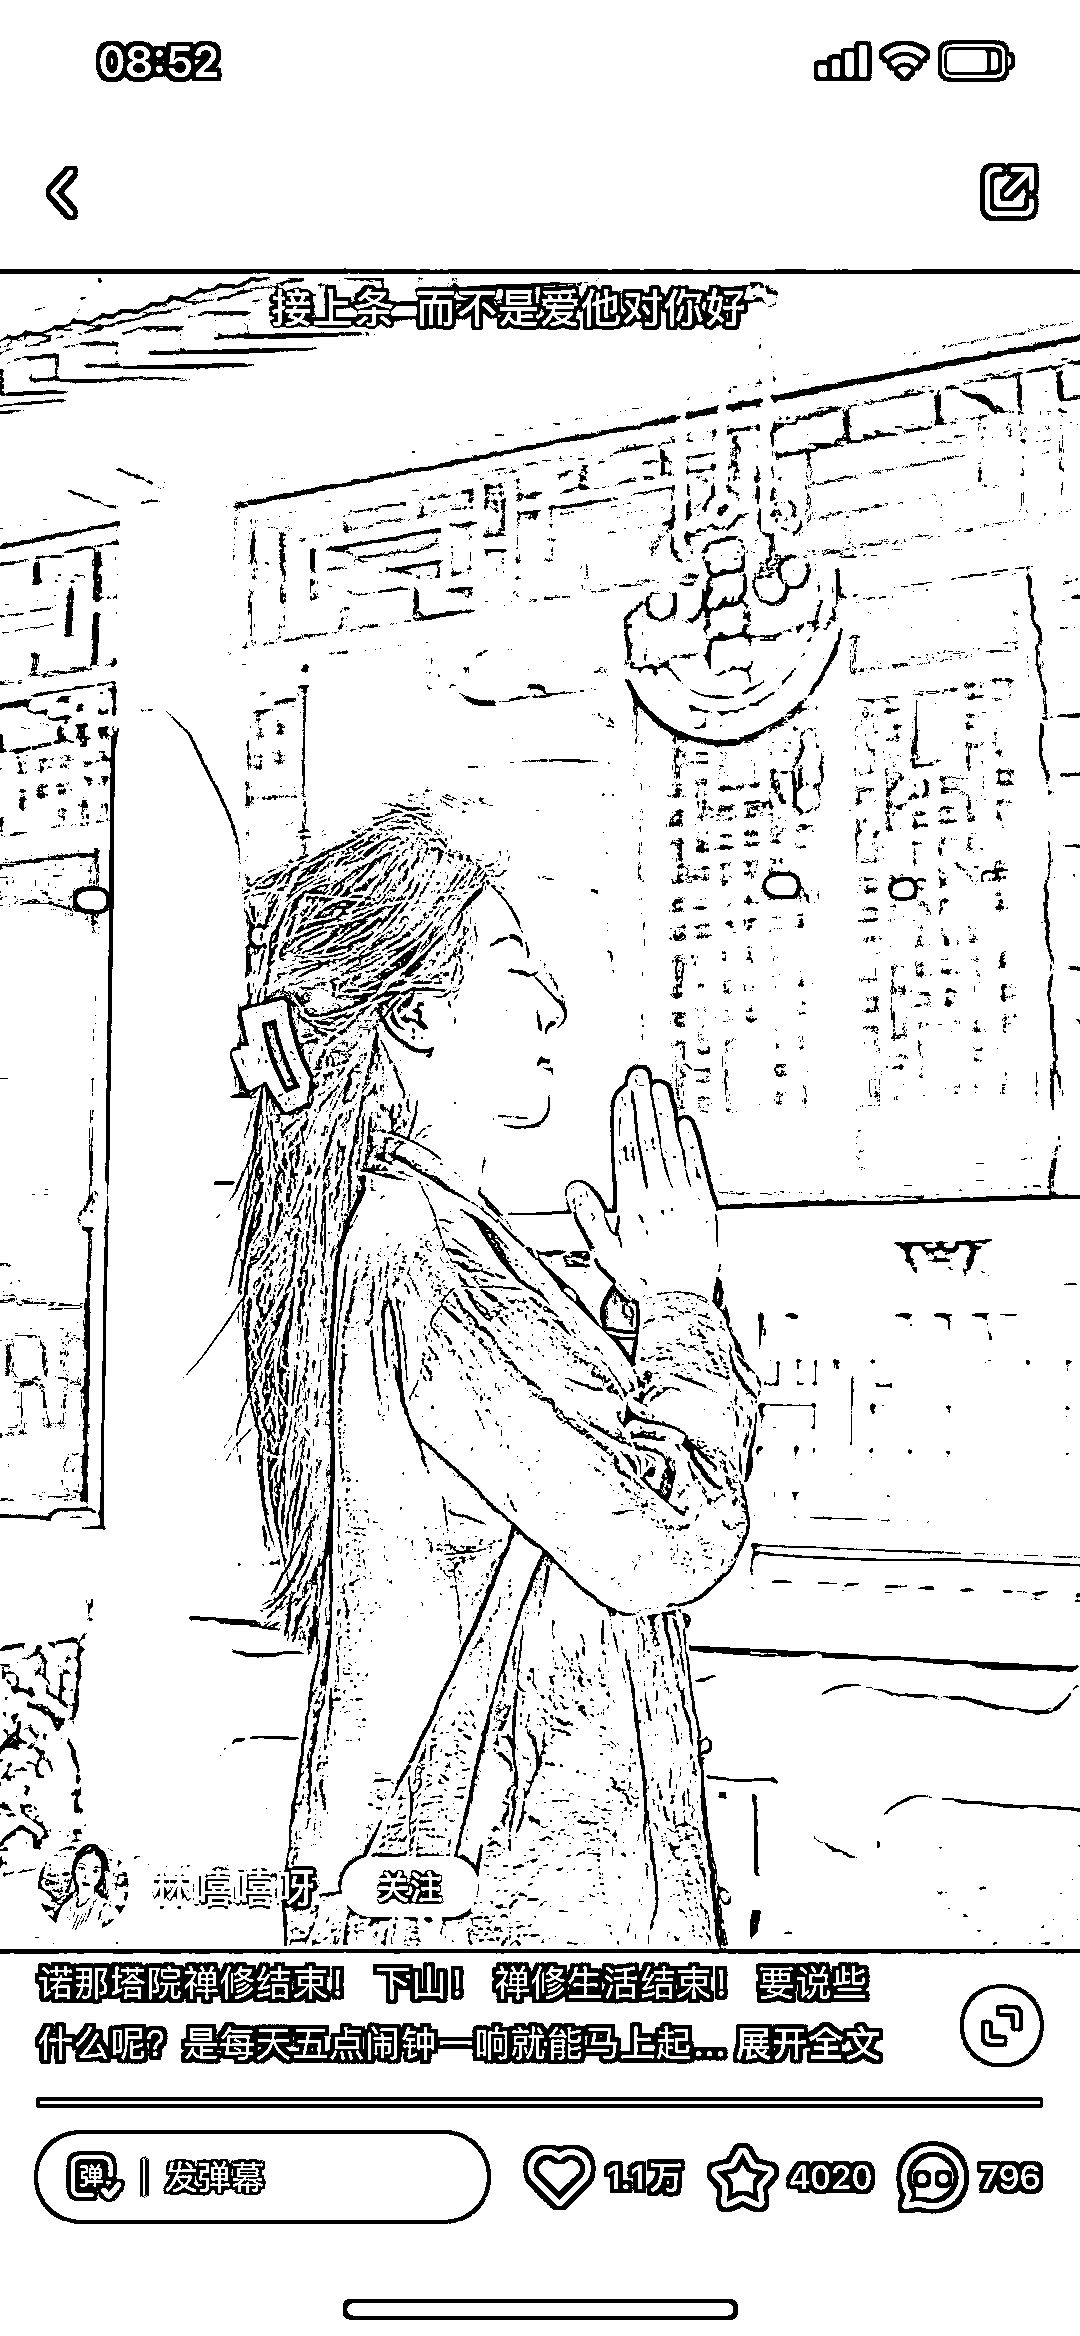 08:52
接上条 而不是爱他对你好
林嘻嘻呀
关注
诺那塔院禅修结束！ 下山！ 禅修生活结束！ 要说些
什么呢？是每天五点闹钟一响就能马上起... 展开全文
弹 发弹幕
1.1万
4020
796